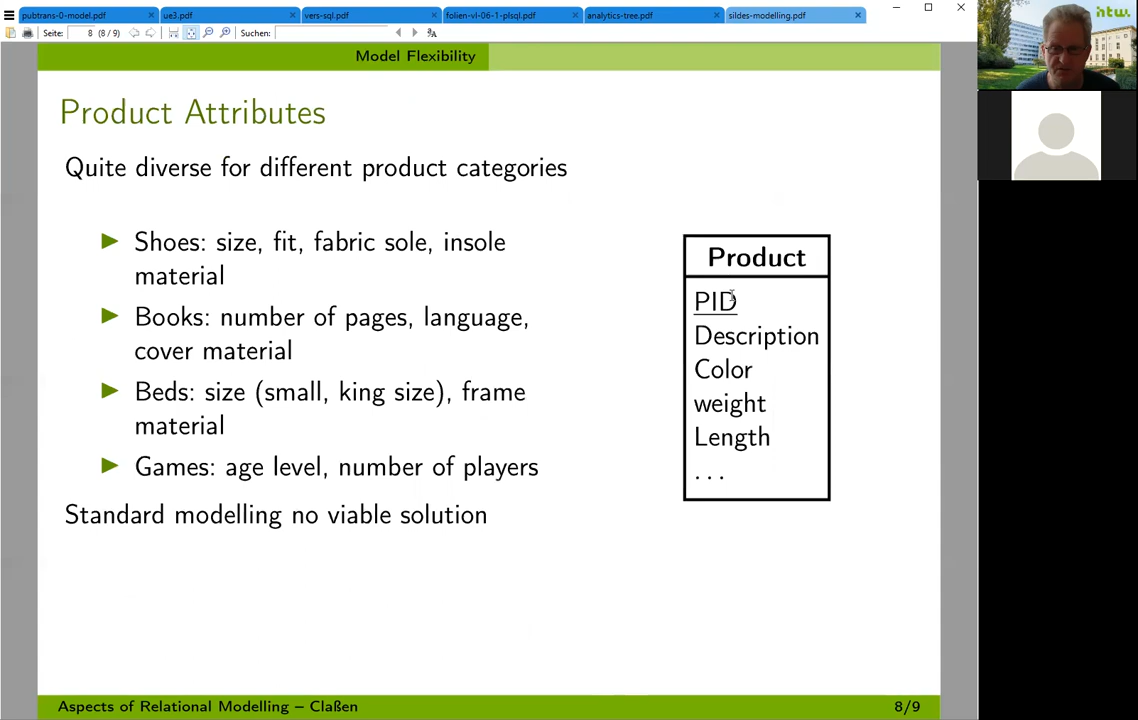 pubtrans-0-model.pdf
ue3.pdf
vers-sql.pdf
folien-vl-06-1-plsql.pdf
analytics-tree.pdf
sildes-modelling.pdf
Seite: 8 (8/9)
Suchen:
htw.
Model Flexibility
Product Attributes
Quite diverse for different product categories
Shoes: size, fit, fabric sole, insole
material
Books: number of pages, language,
cover material
Beds: size (small, king size), frame
material
Games: age level, number of players
Standard modelling no viable solution
Product
PID
Description
Color
weight
Length
. . .
Aspects of Relational Modelling – Claßen
8/9